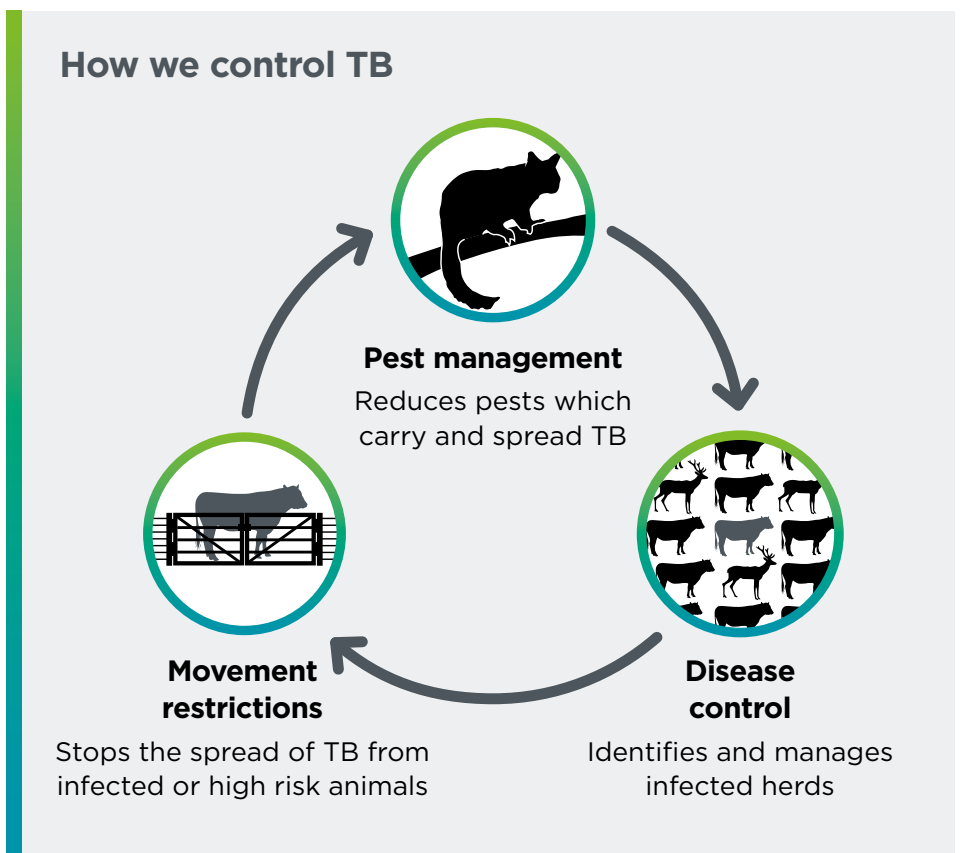 How we control TB
Pest management
Reduces pests which
carry and spread TB
Movement
restrictions
Stops the spread of TB from
infected or high risk animals
Disease
control
Identifies and manages
infected herds